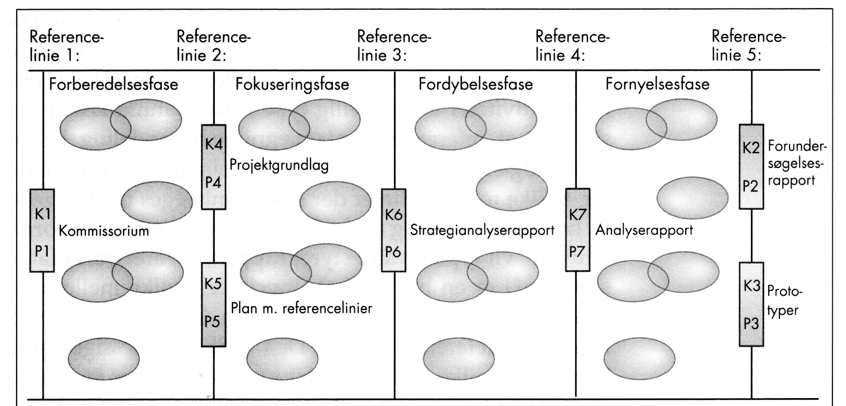 Reference-
linie 1:
Reference-
linie 2:
Reference-
linie 3:
Reference-
linie 4:
Reference-
linie 5:
Forberedelsesfase
Fokuseringsfase
Fordybelsesfase
Fornyelsesfase
K1
P1
Kommissorium
K4
P4
Projektgrundlag
K5
P5
Plan m. referencelinier
K6
P6
Strategianalyserapport
K7
P7
Analyserapport
K2
P2
Forunder-
søgelses-
rapport
K3
P3
Proto-
typer